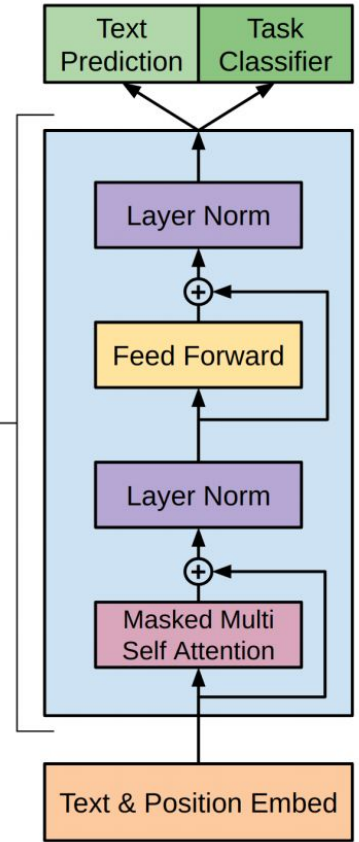 Text
Prediction
Task
Classifier
Layer Norm
+
Feed Forward
Layer Norm
+
Masked Multi
Self Attention
Text & Position Embed